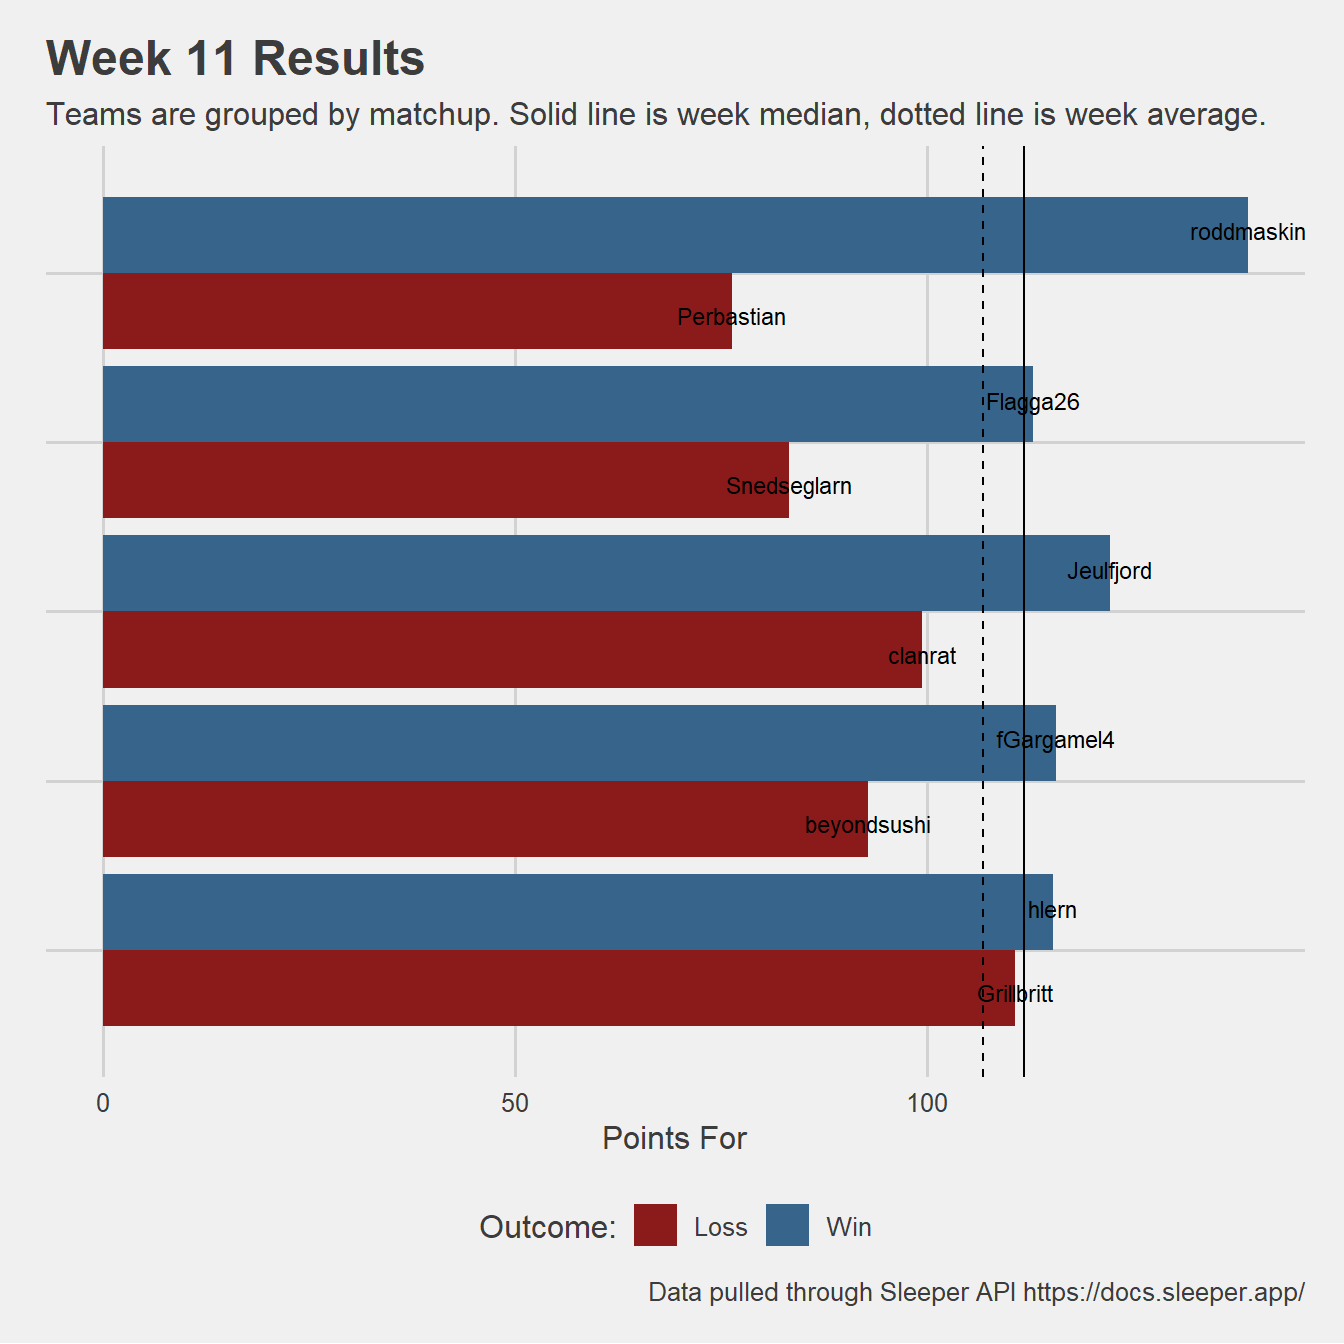 Week 11 Results
Teams are grouped by matchup. Solid line is week median, dotted line is week average.
roddmaskin
Perbastian
Flagga26
Snedseglarn
Jeulfjord
clanrat
fGargamel4
beyondsushi
hlern
Grillbritt
0 50 100
Points For
Outcome: Loss Win
Data pulled through Sleeper API https://docs.sleeper.app/